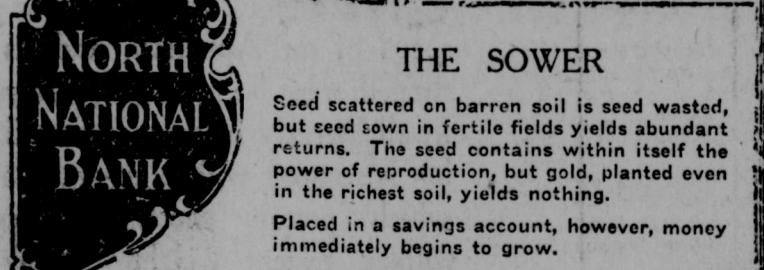 NORTH
NATIONAL
BANK
THE SOWER
Seed scattered on barren soil is seed wasted,
but seed sown in fertile fields yields abundant
returns. The seed contains within itself the
power of reproduction, but gold, planted even
in the richest soil, yields nothing.
Placed in a savings account, however, money
immediately begins to grow.